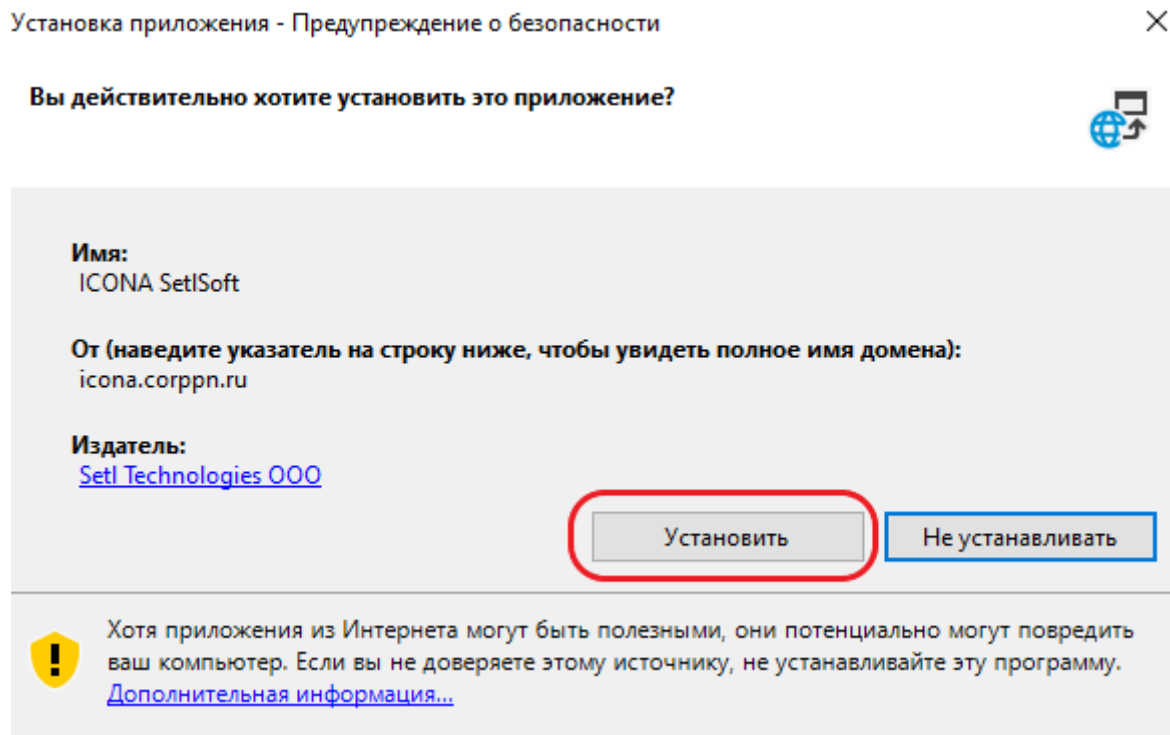 Установка приложения - Предупреждение о безопасности
Вы действительно хотите установить это приложение?
Имя:
ICONA SetlSoft
От (наведите указатель на строку ниже, чтобы увидеть полное имя домена):
icona.corppn.ru
Издатель:
Setl Technologies OOO
Установить
Не устанавливать
Хотя приложения из Интернета могут быть полезными, они потенциально могут повредить
ваш компьютер. Если вы не доверяете этому источнику, не устанавливайте эту программу.
Дополнительная информация...